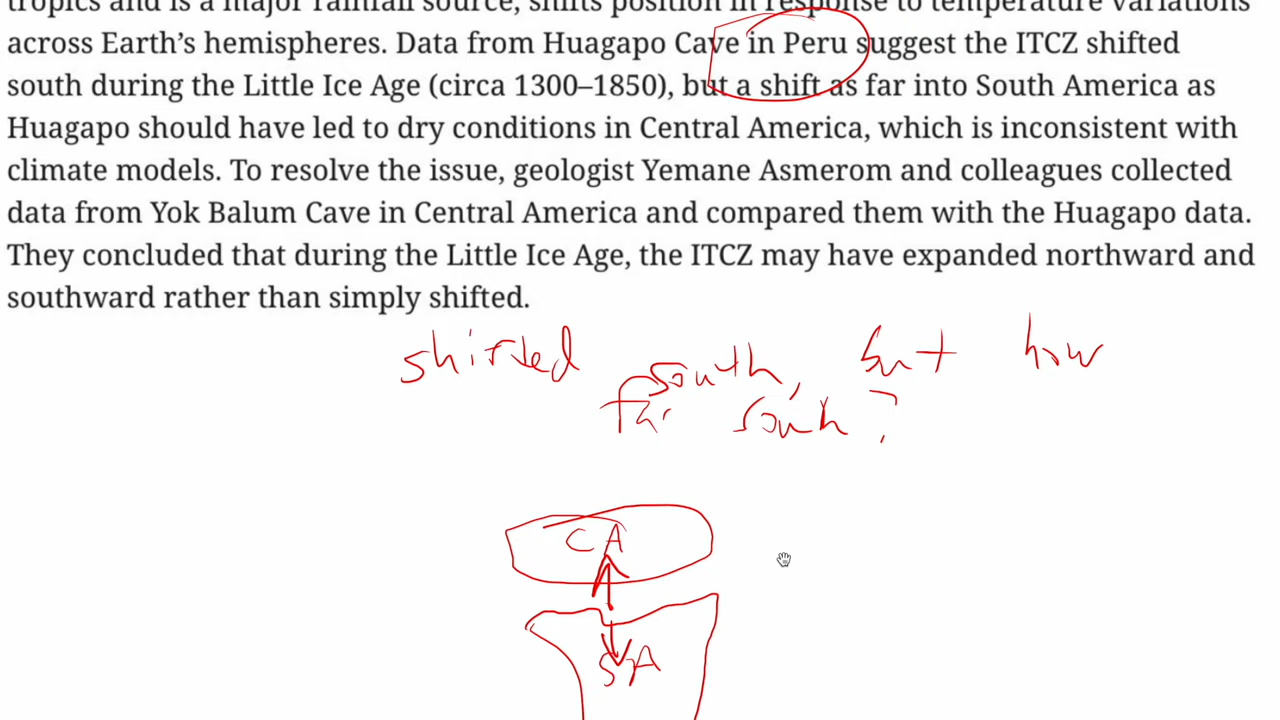 tropics and is a major rainfall source, shifts position in response to temperature variations
across Earth's hemispheres. Data from Huagapo Cave in Peru suggest the ITCZ shifted
south during the Little Ice Age (circa 1300–1850), but a shift as far into South America as
Huagapo should have led to dry conditions in Central America, which is inconsistent with
climate models. To resolve the issue, geologist Yemane Asmerom and colleagues collected
data from Yok Balum Cave in Central America and compared them with the Huagapo data.
They concluded that during the Little Ice Age, the ITCZ may have expanded northward and
southward rather than simply shifted.
shifted south, but how
far south?
CA
SA